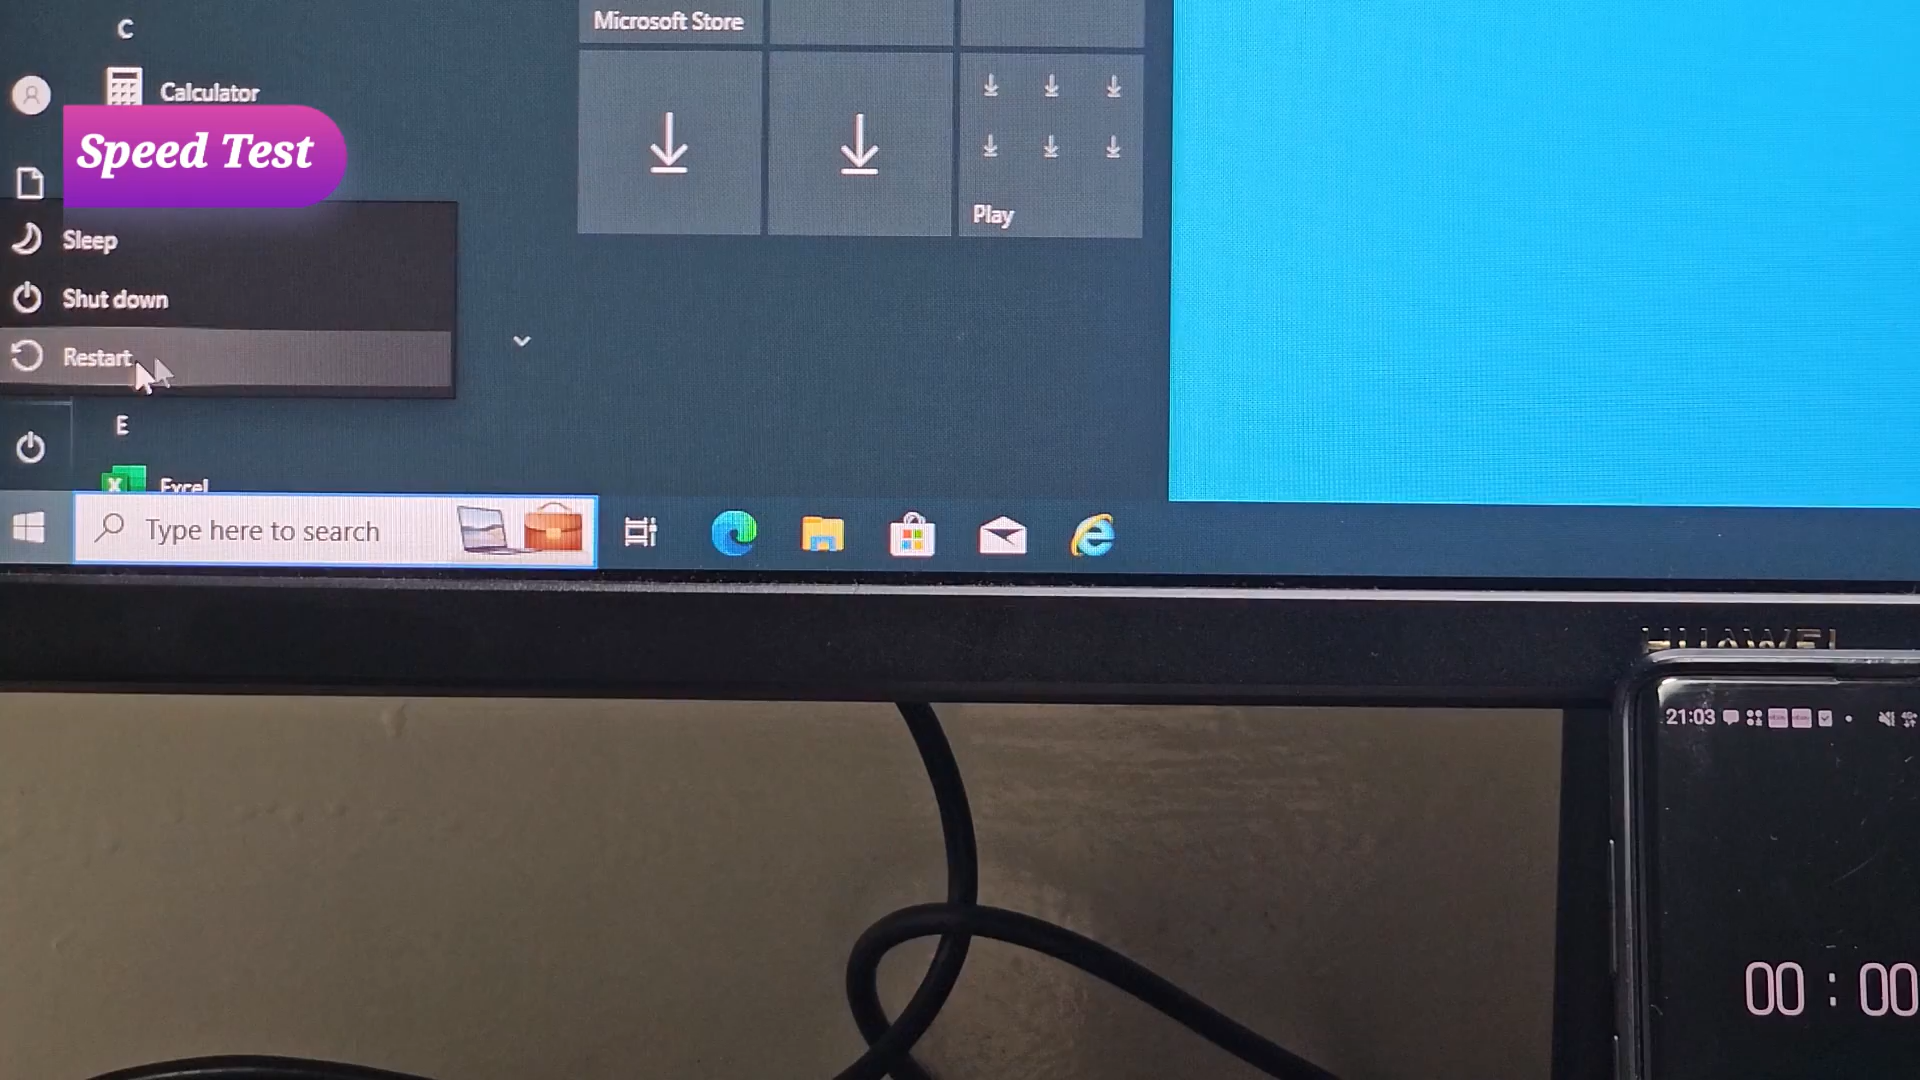 C
Microsoft Store
Calculator
Speed Test
Play
Sleep
Shut down
Restart
E
Excel
Type here to search
HUAWEI
21:03
00 : 00